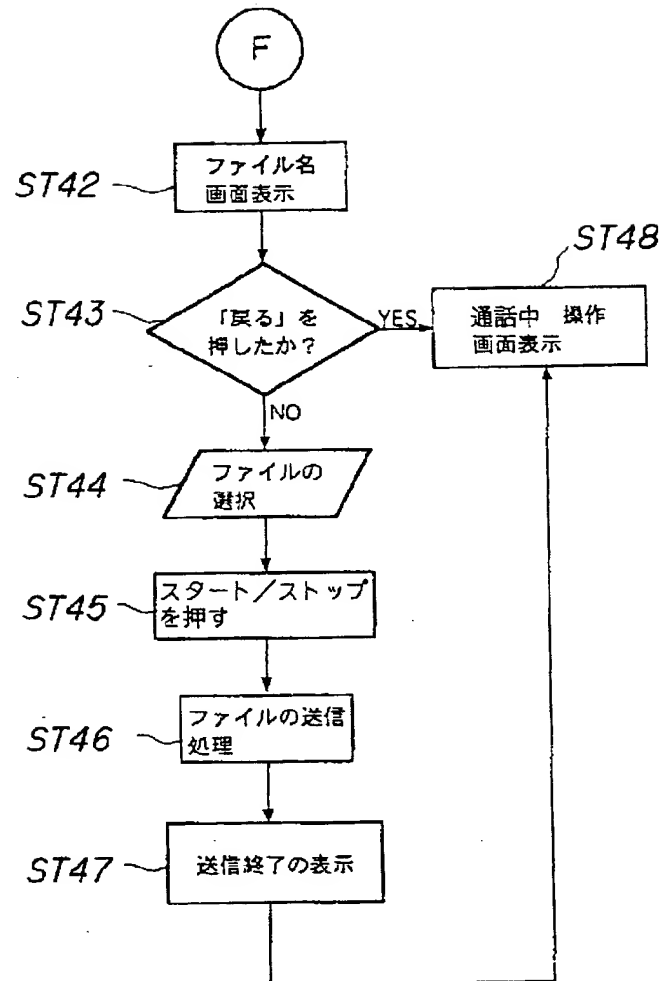 F
ST42
ファイル名
画面表示
ST48
ST43
「戻る」を
押したか？
YES
通話中 操作
画面表示
NO
ST44
ファイルの
選択
ST45
スタート／ストップ
を押す
ST46
ファイルの送信
処理
ST47
送信終了の表示